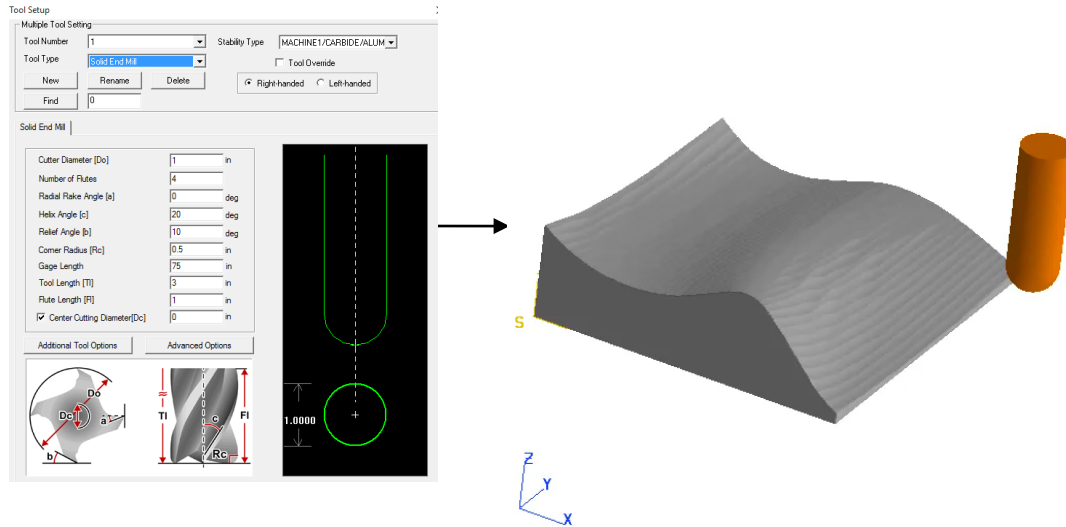 Tool Setup
Multiple Tool Setting
Tool Number 1 Stability Type MACHINE1/CARBIDE/ALUM
Tool Type Solid End Mill Tool Override
New Rename Delete Right-handed Left-handed
Find 0
Solid End Mill
Cutter Diameter [Do] 1 in
Number of Flutes 4
Radial Rake Angle [a] 0 deg
Helix Angle [c] 20 deg
Relief Angle [b] 10 deg
Corner Radius [Rc] 0.5 in
Gage Length 75 in
Tool Length [Tl] 3 in
Flute Length [Fl] 1 in
Center Cutting Diameter[Dc] 0 in
Additional Tool Options Advanced Options
Do
Dc
a
b
Tl
c
Fl
Rc
1.0000
S
Z
Y
X